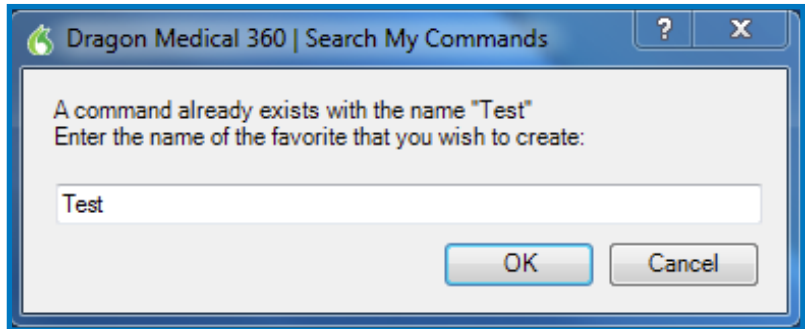 Dragon Medical 360 | Search My Commands
? X
A command already exists with the name "Test"
Enter the name of the favorite that you wish to create:
Test
OK Cancel